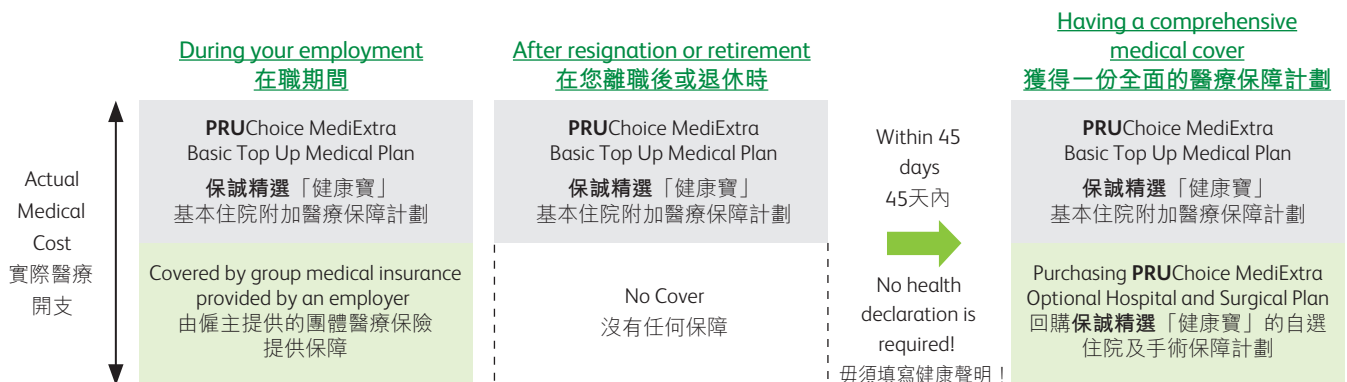 Actual
Medical
Cost
實際醫療
開支
During your employment
在職期間
PRUChoice MediExtra
Basic Top Up Medical Plan
保誠精選「健康寶」
基本住院附加醫療保障計劃
Covered by group medical insurance
provided by an employer
由僱主提供的團體醫療保險
提供保障
After resignation or retirement
在您離職後或退休時
PRUChoice MediExtra
Basic Top Up Medical Plan
保誠精選「健康寶」
基本住院附加醫療保障計劃
No Cover
沒有任何保障
Within 45
days
45天內
No health
declaration is
required!
毋須填寫健康聲明！
Having a comprehensive
medical cover
獲得一份全面的醫療保障計劃
PRUChoice MediExtra
Basic Top Up Medical Plan
保誠精選「健康寶」
基本住院附加醫療保障計劃
Purchasing PRUChoice MediExtra
Optional Hospital and Surgical Plan
回購保誠精選「健康寶」的自選
住院及手術保障計劃